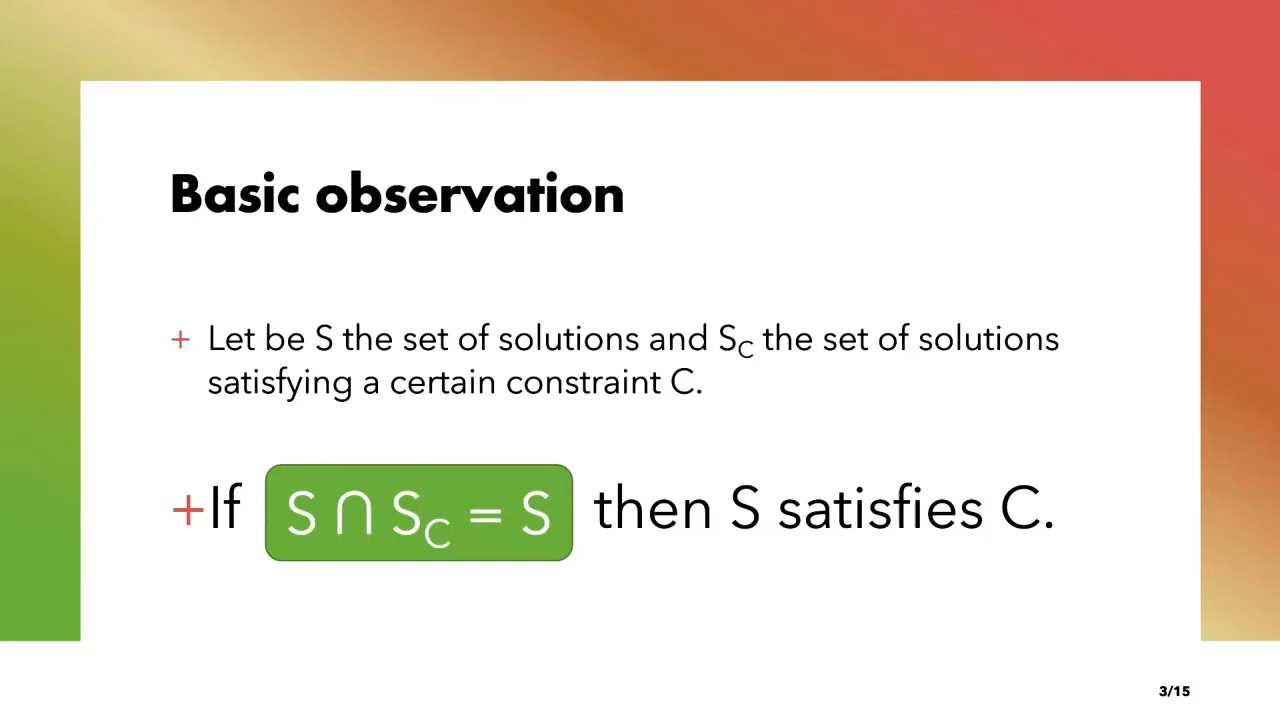 Basic observation
+ Let be S the set of solutions and S_C the set of solutions
satisfying a certain constraint C.
+If S ∩ S_C = S then S satisfies C.
3/15